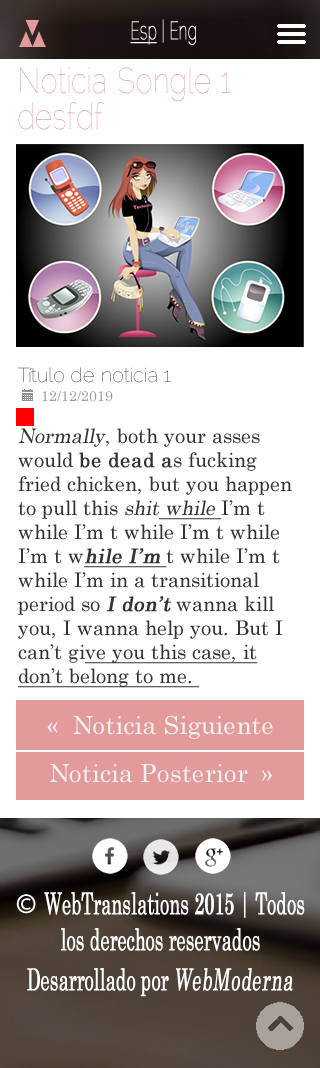 Esp | Eng
Noticia Songle 1
desfdf
Título de noticia 1
12/12/2019
Normally, both your asses
would be dead as fucking
fried chicken, but you happen
to pull this shit while I'm t
while I'm t while I'm t while
I'm t while I'm t while I'm t
while I'm in a transitional
period so I don't wanna kill
you, I wanna help you. But I
can't give you this case, it
don't belong to me.
« Noticia Siguiente
Noticia Posterior »
© WebTranslations 2015 | Todos
los derechos reservados
Desarrollado por WebModerna